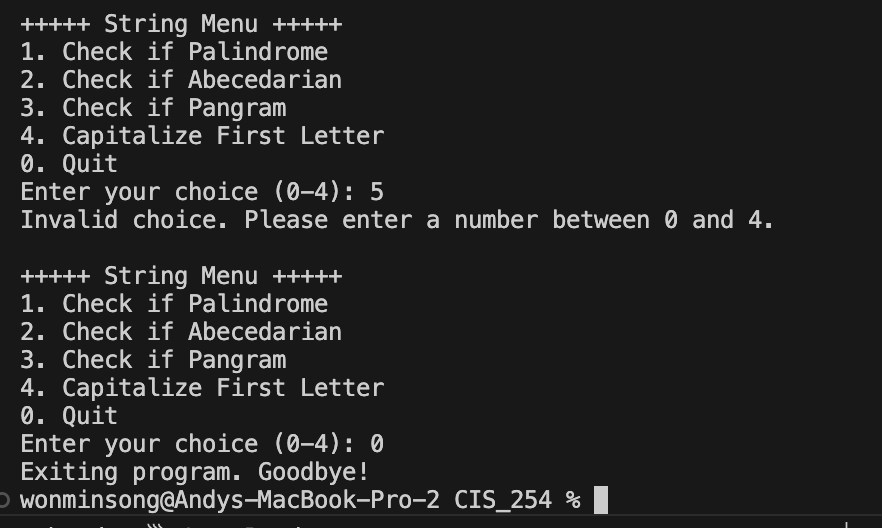 +++++ String Menu +++++
1. Check if Palindrome
2. Check if Abecedarian
3. Check if Pangram
4. Capitalize First Letter
0. Quit
Enter your choice (0-4): 5
Invalid choice. Please enter a number between 0 and 4.
+++++ String Menu +++++
1. Check if Palindrome
2. Check if Abecedarian
3. Check if Pangram
4. Capitalize First Letter
0. Quit
Enter your choice (0-4): 0
Exiting program. Goodbye!
wonminsong@Andys-MacBook-Pro-2 CIS_254 %